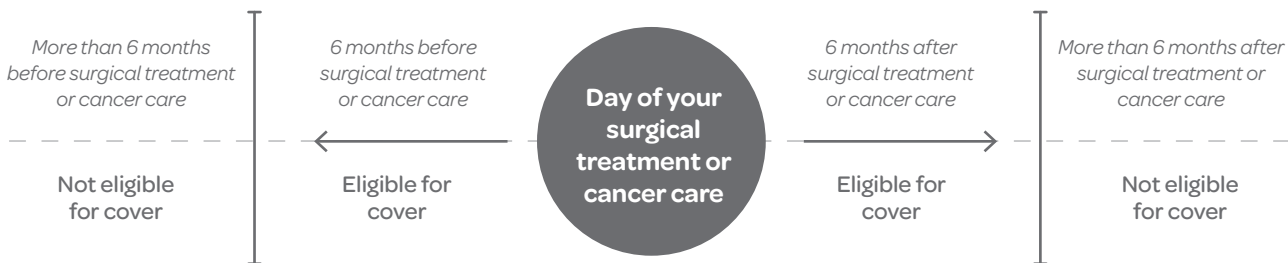 More than 6 months
before surgical treatment
or cancer care
Not eligible
for cover
6 months before
surgical treatment
or cancer care
Eligible for
cover
Day of your
surgical
treatment or
cancer care
6 months after
surgical treatment
or cancer care
Eligible for
cover
More than 6 months after
surgical treatment or
cancer care
Not eligible
for cover